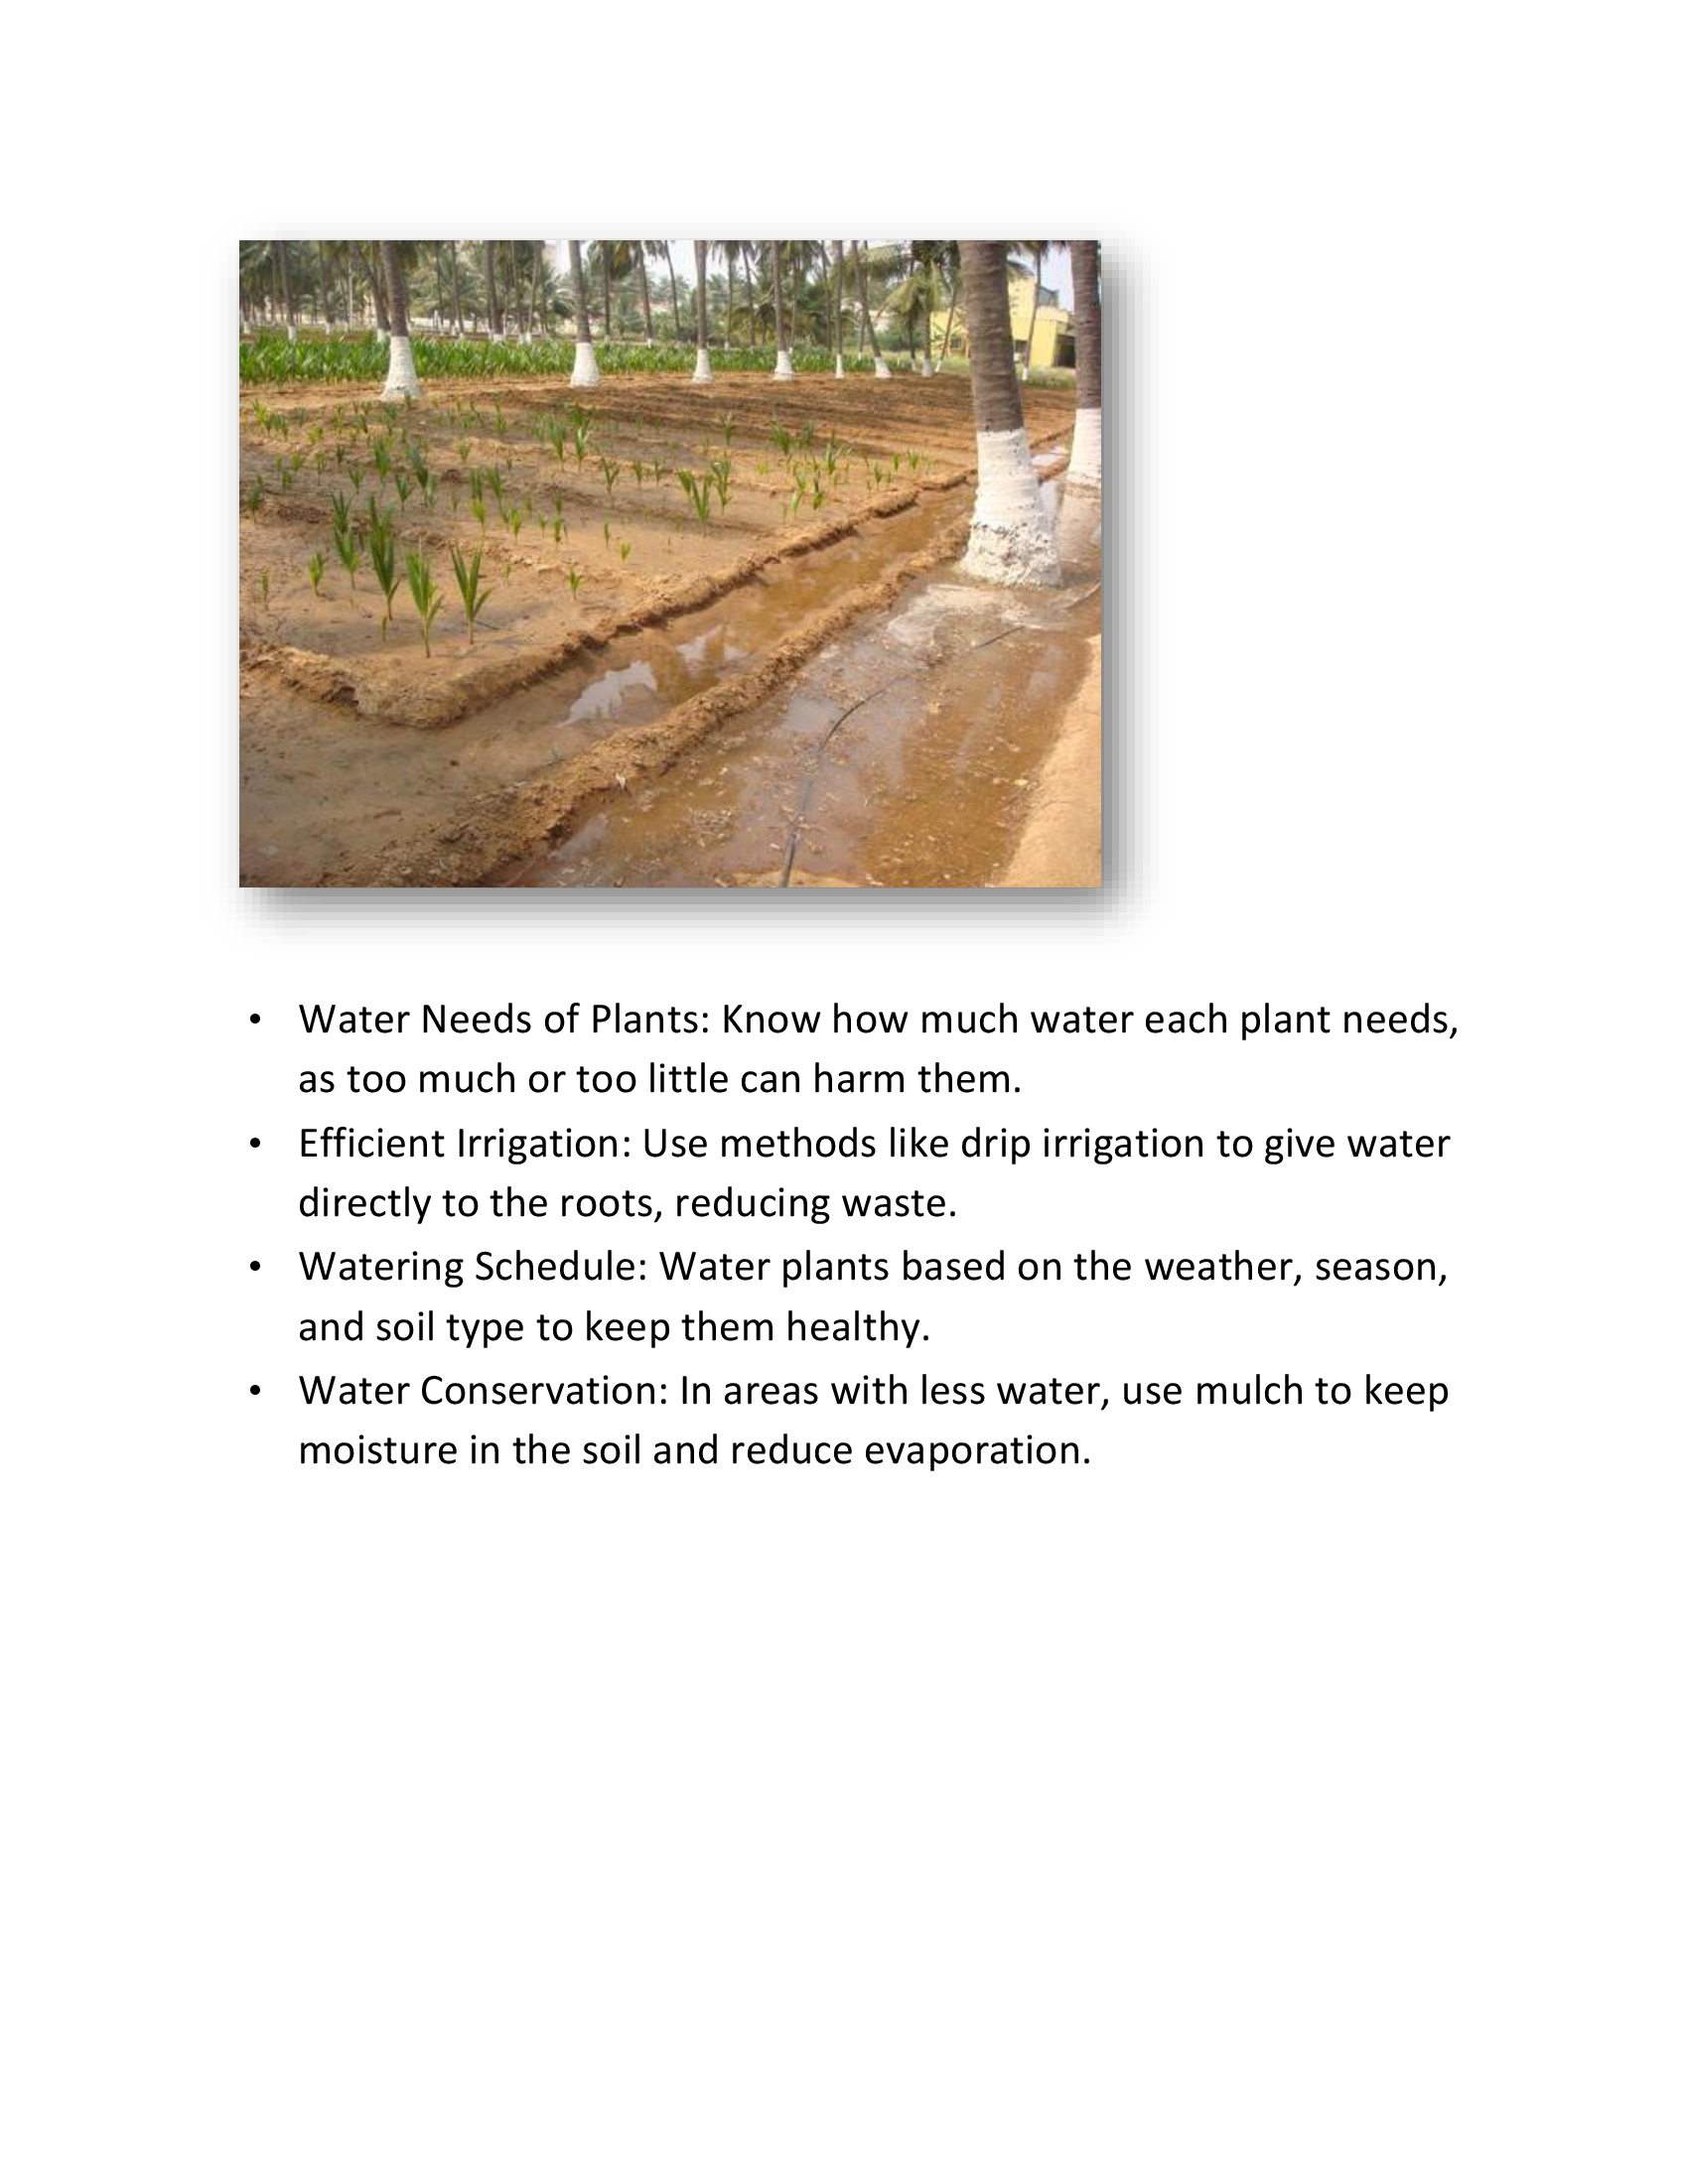 • Water Needs of Plants: Know how much water each plant needs,
as too much or too little can harm them.
• Efficient Irrigation: Use methods like drip irrigation to give water
directly to the roots, reducing waste.
• Watering Schedule: Water plants based on the weather, season,
and soil type to keep them healthy.
• Water Conservation: In areas with less water, use mulch to keep
moisture in the soil and reduce evaporation.